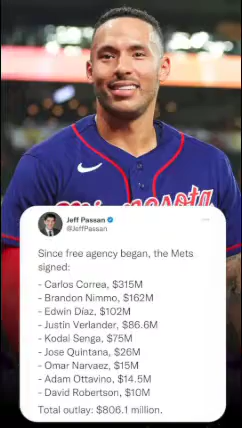 Minnesota
Jeff Passan
@JeffPassan
Since free agency began, the Mets
signed:
- Carlos Correa, $315M
- Brandon Nimmo, $162M
- Edwin Díaz, $102M
- Justin Verlander, $86.6M
- Kodai Senga, $75M
- Jose Quintana, $26M
- Omar Narvaez, $15M
- Adam Ottavino, $14.5M
- David Robertson, $10M
Total outlay: $806.1 million.